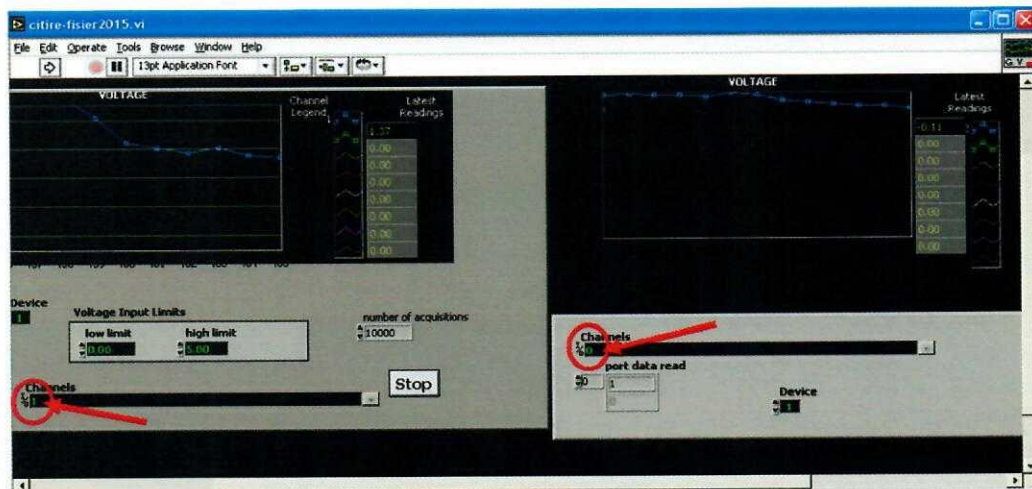 citire-fisier2015.vi
File Edit Operate Tools Browse Window Help
13pt Application Font
VOLTAGE
Channel
Legend
Latest
Readings
1.37
0.00
0.00
0.00
0.00
0.00
0.00
0.00
Device
1
Voltage Input Limits
low limit
0.00
high limit
5.00
number of acquisitions
10000
Channels
1
Stop
VOLTAGE
Latest
Readings
-0.11
0.00
0.00
0.00
0.00
0.00
0.00
0.00
Channels
0
port data read
0
1
0
Device
1